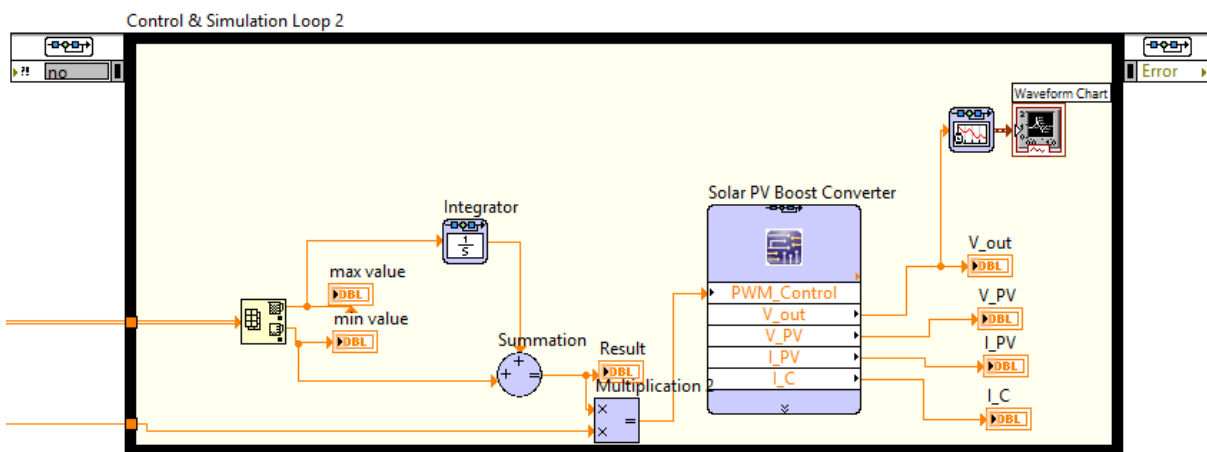 Control & Simulation Loop 2
?! no
Error
Waveform Chart
Solar PV Boost Converter
Integrator
1
S
V_out
DBL
max value
DBL
PWM_Control
V_out
V_PV
I_PV
I_C
V_PV
DBL
min value
DBL
Summation
+ + =
Result
DBL
I_PV
DBL
Multiplication 2
× =
×
I_C
DBL